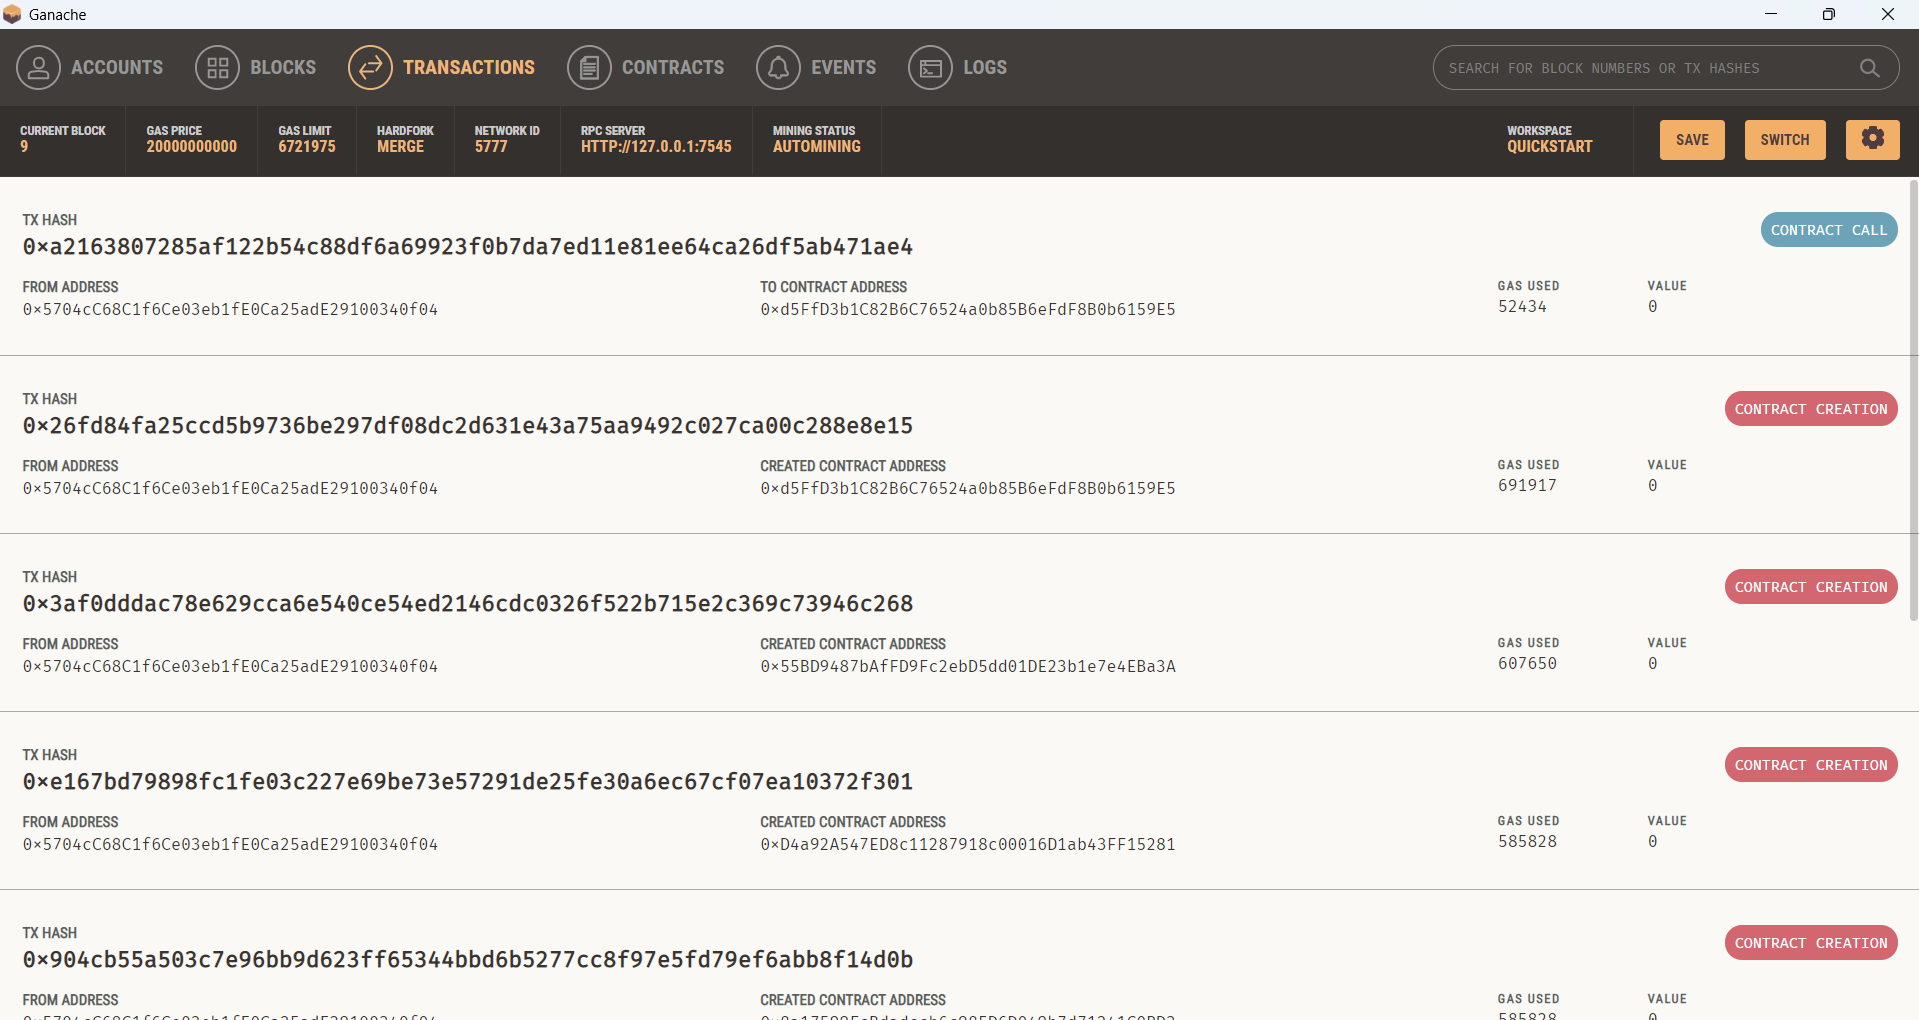 Ganache
ACCOUNTS BLOCKS TRANSACTIONS CONTRACTS EVENTS LOGS SEARCH FOR BLOCK NUMBERS OR TX HASHES
CURRENT BLOCK GAS PRICE GAS LIMIT HARDFORK NETWORK ID RPC SERVER MINING STATUS WORKSPACE
9 20000000000 6721975 MERGE 5777 HTTP://127.0.0.1:7545 AUTOMINING QUICKSTART SAVE SWITCH
TX HASH
0xa2163807285af122b54c88df6a69923f0b7da7ed11e81ee64ca26df5ab471ae4 CONTRACT CALL
FROM ADDRESS TO CONTRACT ADDRESS GAS USED VALUE
0x5704cC68C1f6Ce03eb1fE0Ca25adE29100340f04 0xd5FfD3b1C82B6C76524a0b85B6eFdF8B0b6159E5 52434 0
TX HASH
0x26fd84fa25ccd5b9736be297df08dc2d631e43a75aa9492c027ca00c288e8e15 CONTRACT CREATION
FROM ADDRESS CREATED CONTRACT ADDRESS GAS USED VALUE
0x5704cC68C1f6Ce03eb1fE0Ca25adE29100340f04 0xd5FfD3b1C82B6C76524a0b85B6eFdF8B0b6159E5 691917 0
TX HASH
0x3af0dddac78e629cca6e540ce54ed2146cdc0326f522b715e2c369c73946c268 CONTRACT CREATION
FROM ADDRESS CREATED CONTRACT ADDRESS GAS USED VALUE
0x5704cC68C1f6Ce03eb1fE0Ca25adE29100340f04 0x55BD9487bAfFD9Fc2ebD5dd01DE23b1e7e4EBa3A 607650 0
TX HASH
0xe167bd79898fc1fe03c227e69be73e57291de25fe30a6ec67cf07ea10372f301 CONTRACT CREATION
FROM ADDRESS CREATED CONTRACT ADDRESS GAS USED VALUE
0x5704cC68C1f6Ce03eb1fE0Ca25adE29100340f04 0xD4a92A547ED8c11287918c00016D1ab43FF15281 585828 0
TX HASH
0x904cb55a503c7e96bb9d623ff65344bbd6b5277cc8f97e5fd79ef6abb8f14d0b CONTRACT CREATION
FROM ADDRESS CREATED CONTRACT ADDRESS GAS USED VALUE
585828 0